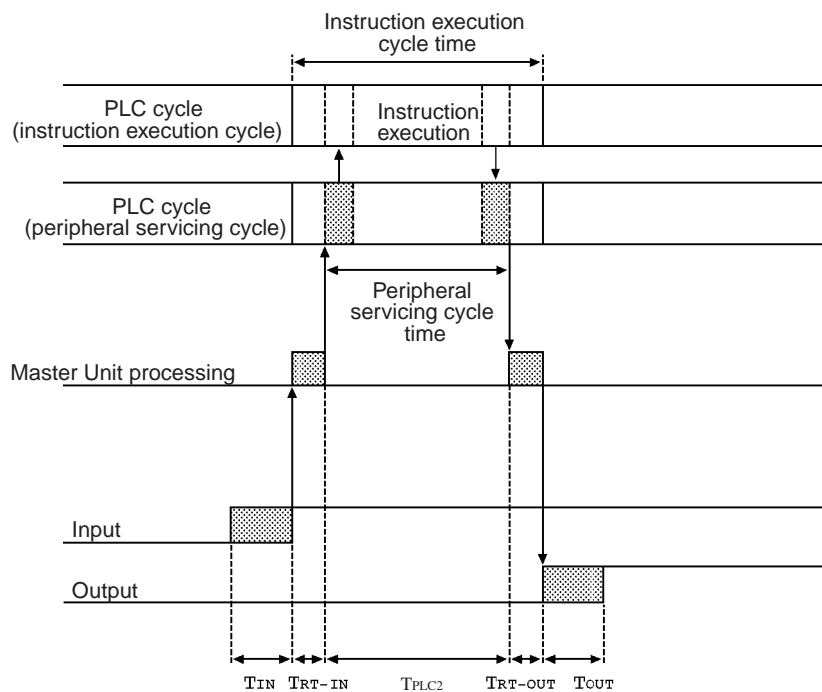 Instruction execution
cycle time
PLC cycle
(instruction execution cycle)
Instruction
execution
PLC cycle
(peripheral servicing cycle)
Peripheral
servicing cycle
time
Master Unit processing
Input
Output
TIN TRT-IN TPLC2 TRT-OUT TOUT